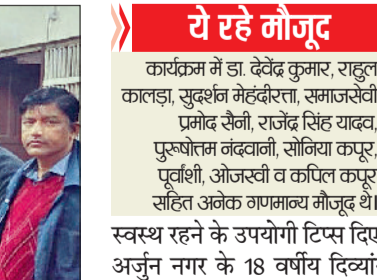 ये रहे मौजूद
कार्यक्रम में डा. देवेंद्र कुमार, राहुल
कालड़ा, सुदर्शन मेहंदीरत्ता, समाजसेवी
प्रमोद सैनी, राजेंद्र सिंह यादव,
पुरूषोत्तम नंदवानी, सोनिया कपूर,
पूर्वांशी, ओजस्वी व कपिल कपूर
सहित अनेक गणमान्य मौजूद थे।
स्वस्थ रहने के उपयोगी टिप्स दिए
अर्जुन नगर के 18 वर्षीय दिव्यां